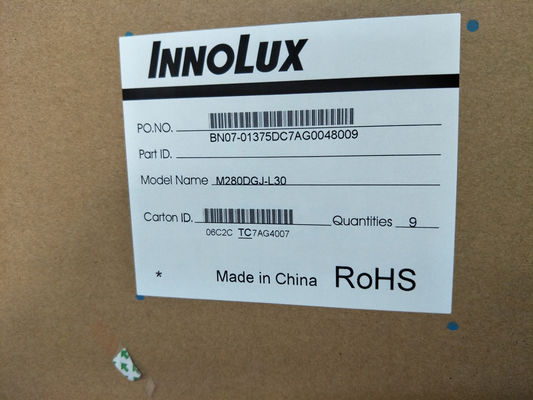 INNOLUX
PO.NO.
BN07-01375DC7AG0048009
Part ID.
Model Name M280DGJ-L30
Carton ID. Quantities 9
06C2C TC7AG4007
* Made in China RoHS